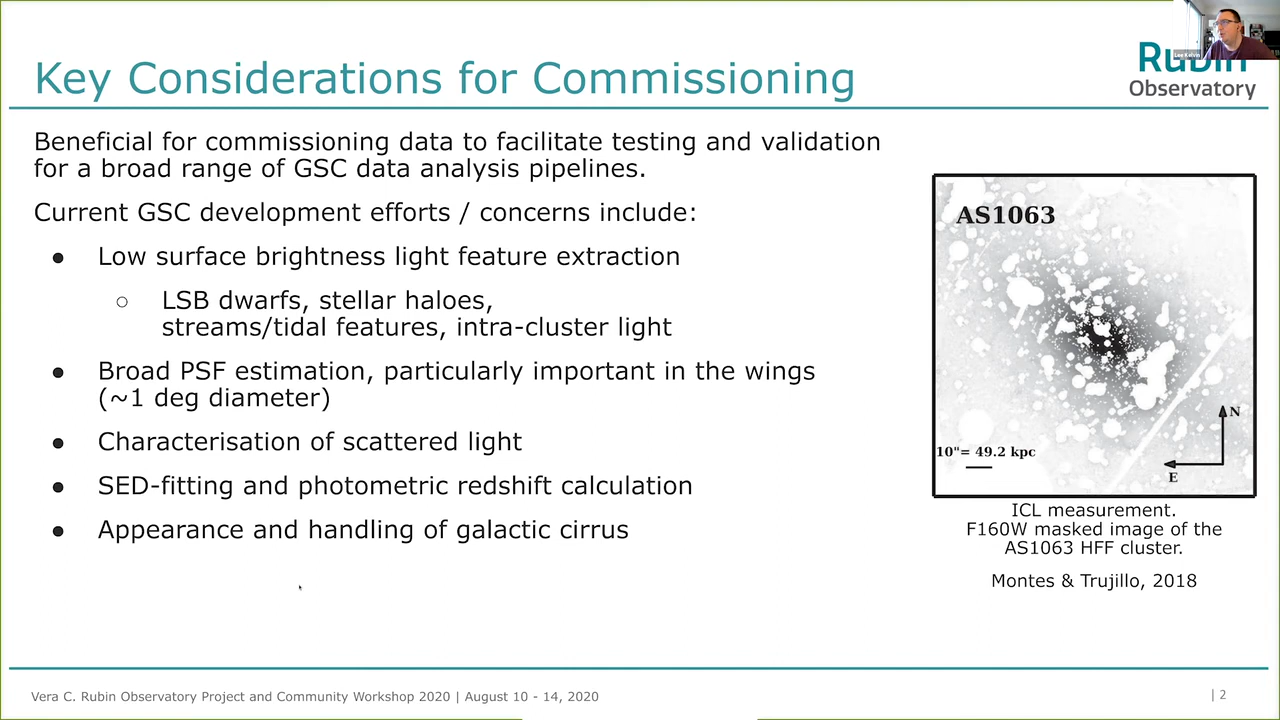 Key Considerations for Commissioning
Lee Kelvin
Rubin
Observatory
Beneficial for commissioning data to facilitate testing and validation
for a broad range of GSC data analysis pipelines.
Current GSC development efforts / concerns include:
● Low surface brightness light feature extraction
○ LSB dwarfs, stellar haloes,
streams/tidal features, intra-cluster light
● Broad PSF estimation, particularly important in the wings
(~1 deg diameter)
● Characterisation of scattered light
● SED-fitting and photometric redshift calculation
● Appearance and handling of galactic cirrus
AS1063
10"= 49.2 kpc
N
E
ICL measurement.
F160W masked image of the
AS1063 HFF cluster.
Montes & Trujillo, 2018
Vera C. Rubin Observatory Project and Community Workshop 2020 | August 10 - 14, 2020
| 2